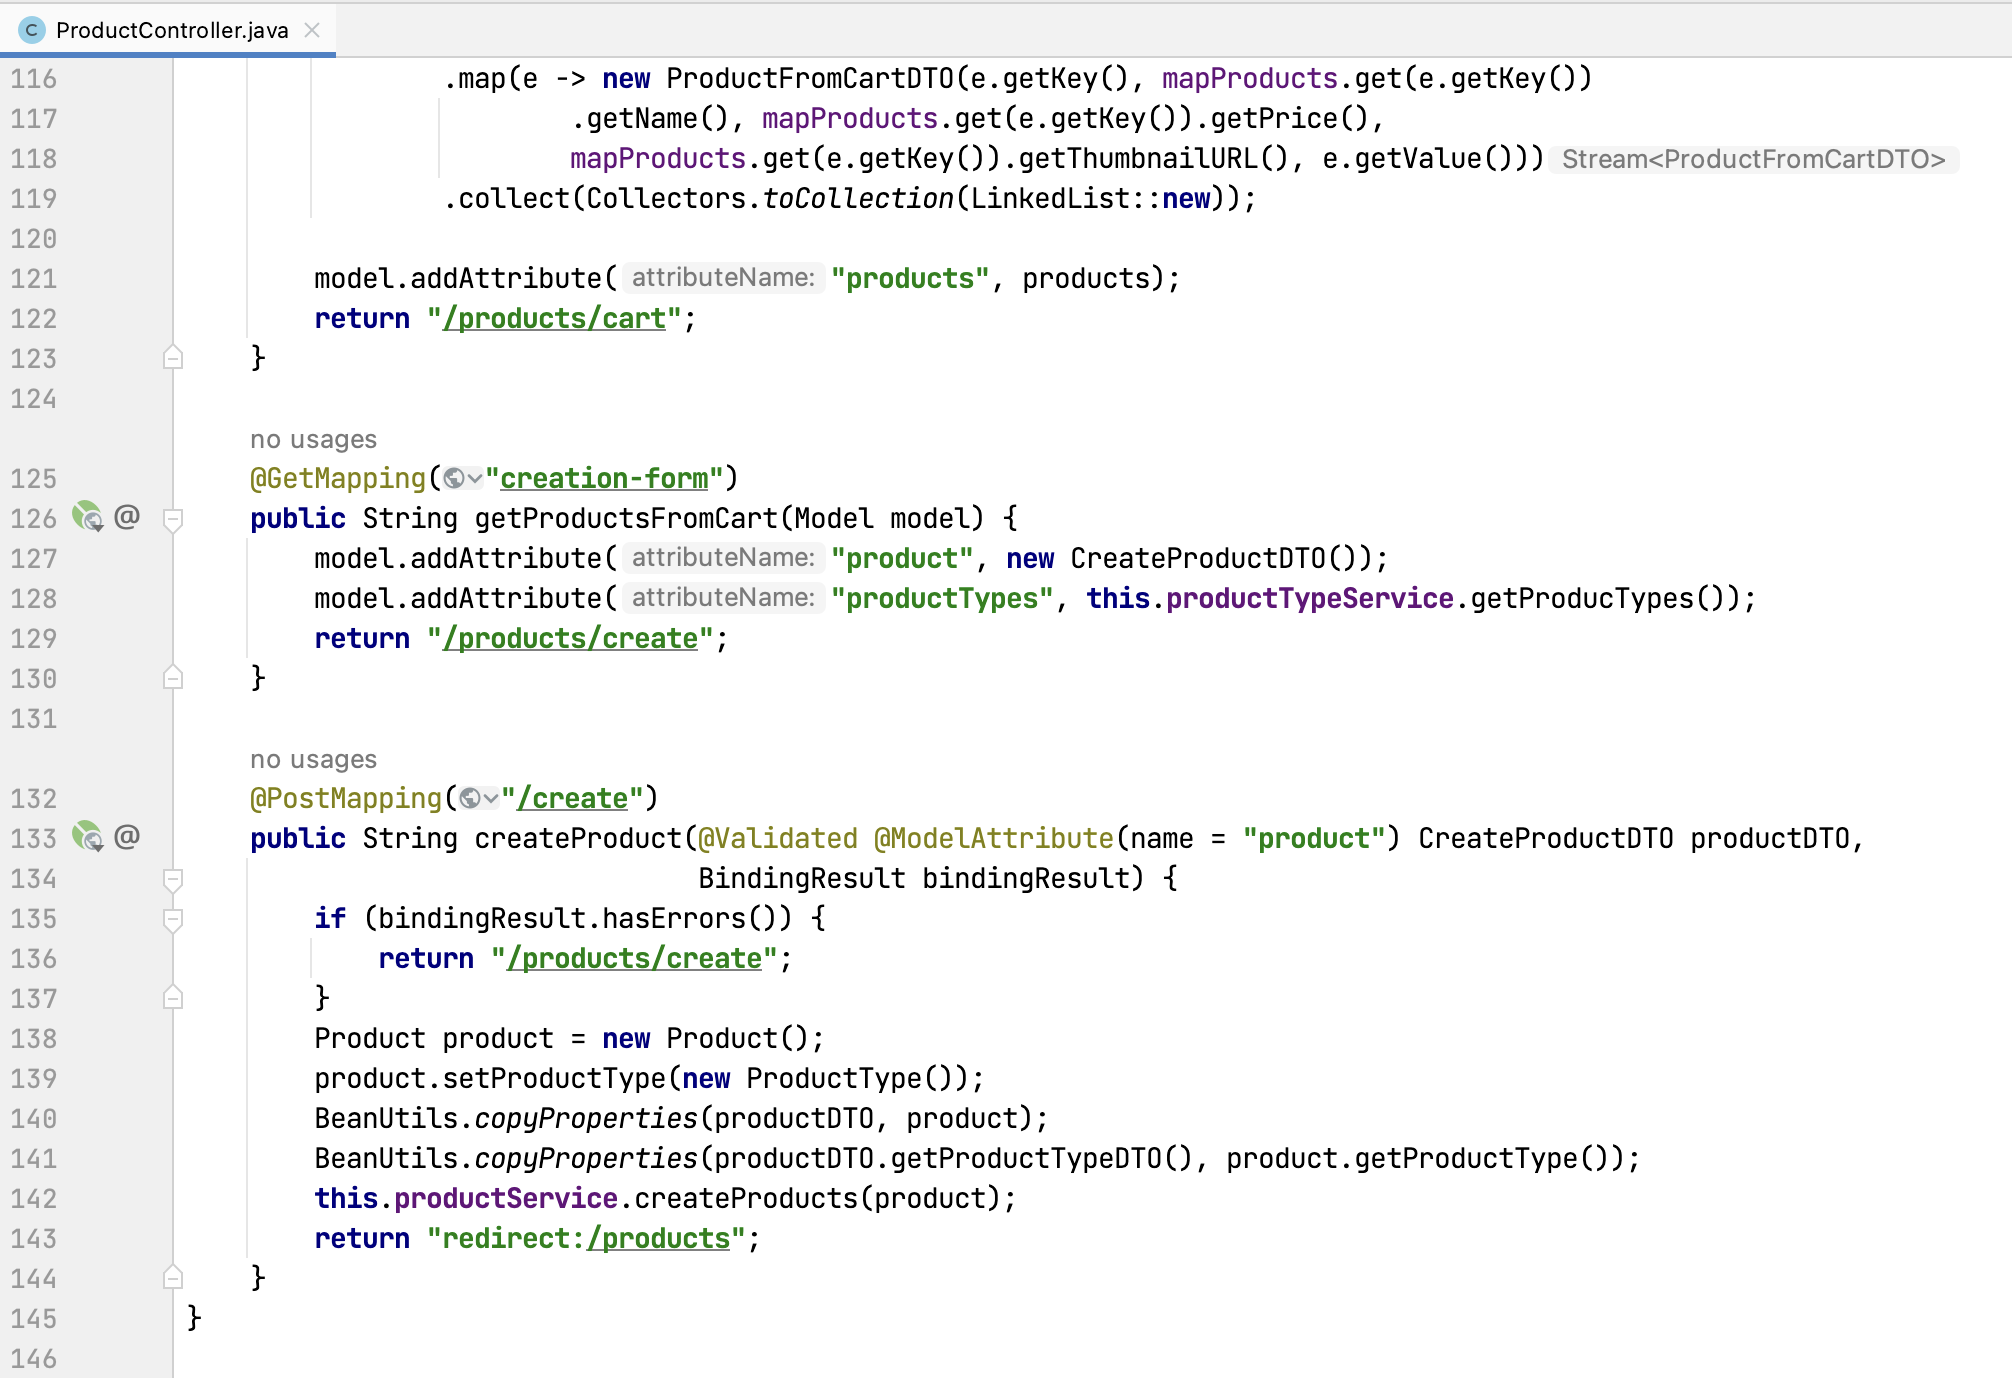 C ProductController.java
116 .map(e -> new ProductFromCartDTO(e.getKey(), mapProducts.get(e.getKey())
117 .getName(), mapProducts.get(e.getKey()).getPrice(),
118 mapProducts.get(e.getKey()).getThumbnailURL(), e.getValue())) Stream<ProductFromCartDTO>
119 .collect(Collectors.toCollection(LinkedList::new));
120
121 model.addAttribute( attributeName: "products", products);
122 return "/products/cart";
123 }
124
no usages
125 @GetMapping("creation-form")
126 @ public String getProductsFromCart(Model model) {
127 model.addAttribute( attributeName: "product", new CreateProductDTO());
128 model.addAttribute( attributeName: "productTypes", this.productTypeService.getProducTypes());
129 return "/products/create";
130 }
131
no usages
132 @PostMapping("/create")
133 @ public String createProduct(@Validated @ModelAttribute(name = "product") CreateProductDTO productDTO,
134 BindingResult bindingResult) {
135 if (bindingResult.hasErrors()) {
136 return "/products/create";
137 }
138 Product product = new Product();
139 product.setProductType(new ProductType());
140 BeanUtils.copyProperties(productDTO, product);
141 BeanUtils.copyProperties(productDTO.getProductTypeDTO(), product.getProductType());
142 this.productService.createProducts(product);
143 return "redirect:/products";
144 }
145 }
146